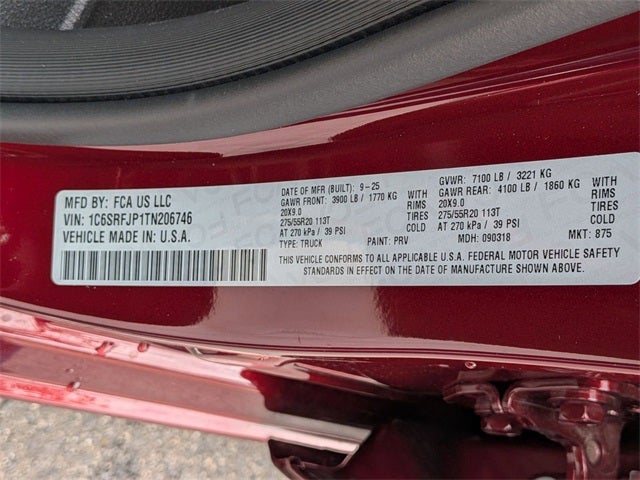 MFD BY: FCA US LLC
VIN: 1C6SRFJP1TN206746
VEHICLE MADE IN: U.S.A.
DATE OF MFR (BUILT): 9-25
GAWR FRONT: 3900 LB / 1770 KG WITH
20X9.0 RIMS
275/55R20 113T TIRES
AT 270 kPa / 39 PSI COLD
TYPE: TRUCK PAINT: PRV MDH: 090318 MKT: 875
GVWR: 7100 LB / 3221 KG
GAWR REAR: 4100 LB / 1860 KG WITH
20X9.0 RIMS
275/55R20 113T TIRES
AT 270 kPa / 39 PSI COLD
THIS VEHICLE CONFORMS TO ALL APPLICABLE U.S.A. FEDERAL MOTOR VEHICLE SAFETY
STANDARDS IN EFFECT ON THE DATE OF MANUFACTURE SHOWN ABOVE.